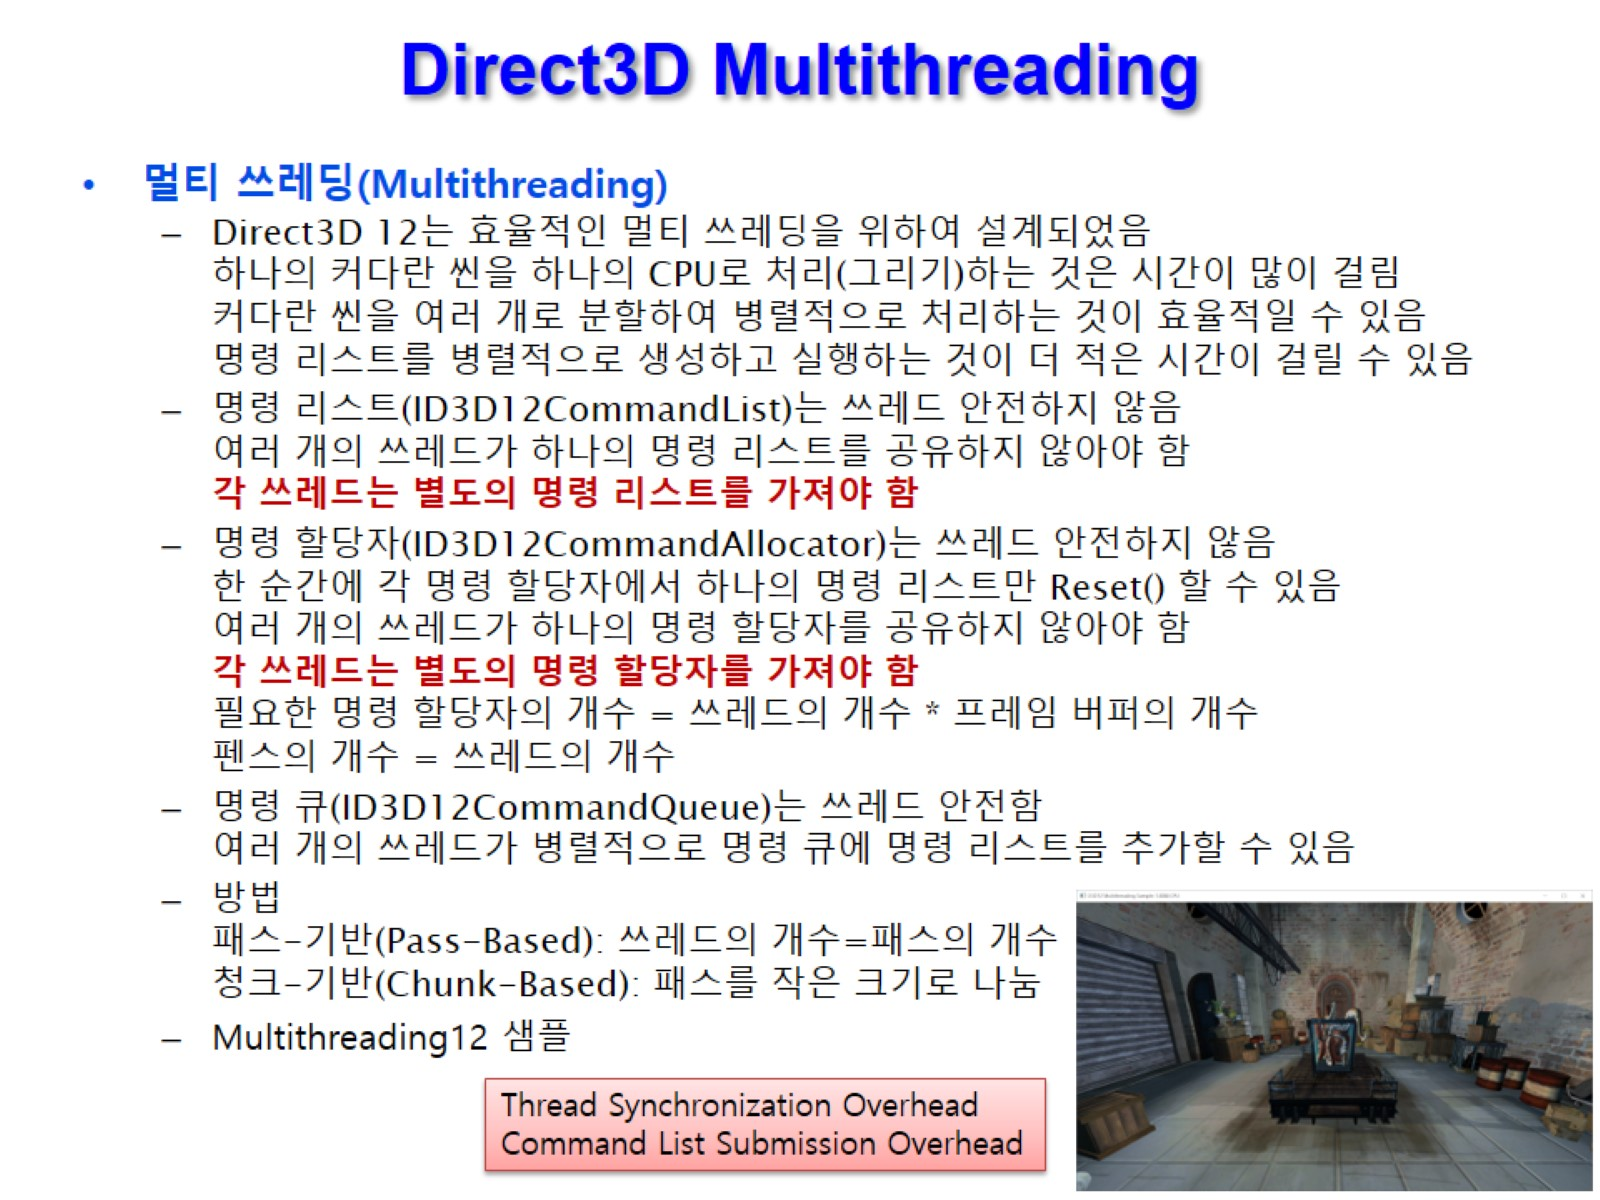 Direct3D Multithreading
• 멀티 쓰레딩(Multithreading)
– Direct3D 12는 효율적인 멀티 쓰레딩을 위하여 설계되었음
하나의 커다란 씬을 하나의 CPU로 처리(그리기)하는 것은 시간이 많이 걸림
커다란 씬을 여러 개로 분할하여 병렬적으로 처리하는 것이 효율적일 수 있음
명령 리스트를 병렬적으로 생성하고 실행하는 것이 더 적은 시간이 걸릴 수 있음
– 명령 리스트(ID3D12CommandList)는 쓰레드 안전하지 않음
여러 개의 쓰레드가 하나의 명령 리스트를 공유하지 않아야 함
각 쓰레드는 별도의 명령 리스트를 가져야 함
– 명령 할당자(ID3D12CommandAllocator)는 쓰레드 안전하지 않음
한 순간에 각 명령 할당자에서 하나의 명령 리스트만 Reset() 할 수 있음
여러 개의 쓰레드가 하나의 명령 할당자를 공유하지 않아야 함
각 쓰레드는 별도의 명령 할당자를 가져야 함
필요한 명령 할당자의 개수 = 쓰레드의 개수 * 프레임 버퍼의 개수
펜스의 개수 = 쓰레드의 개수
– 명령 큐(ID3D12CommandQueue)는 쓰레드 안전함
여러 개의 쓰레드가 병렬적으로 명령 큐에 명령 리스트를 추가할 수 있음
– 방법
패스-기반(Pass-Based): 쓰레드의 개수=패스의 개수
청크-기반(Chunk-Based): 패스를 작은 크기로 나눔
– Multithreading12 샘플
Thread Synchronization Overhead
Command List Submission Overhead